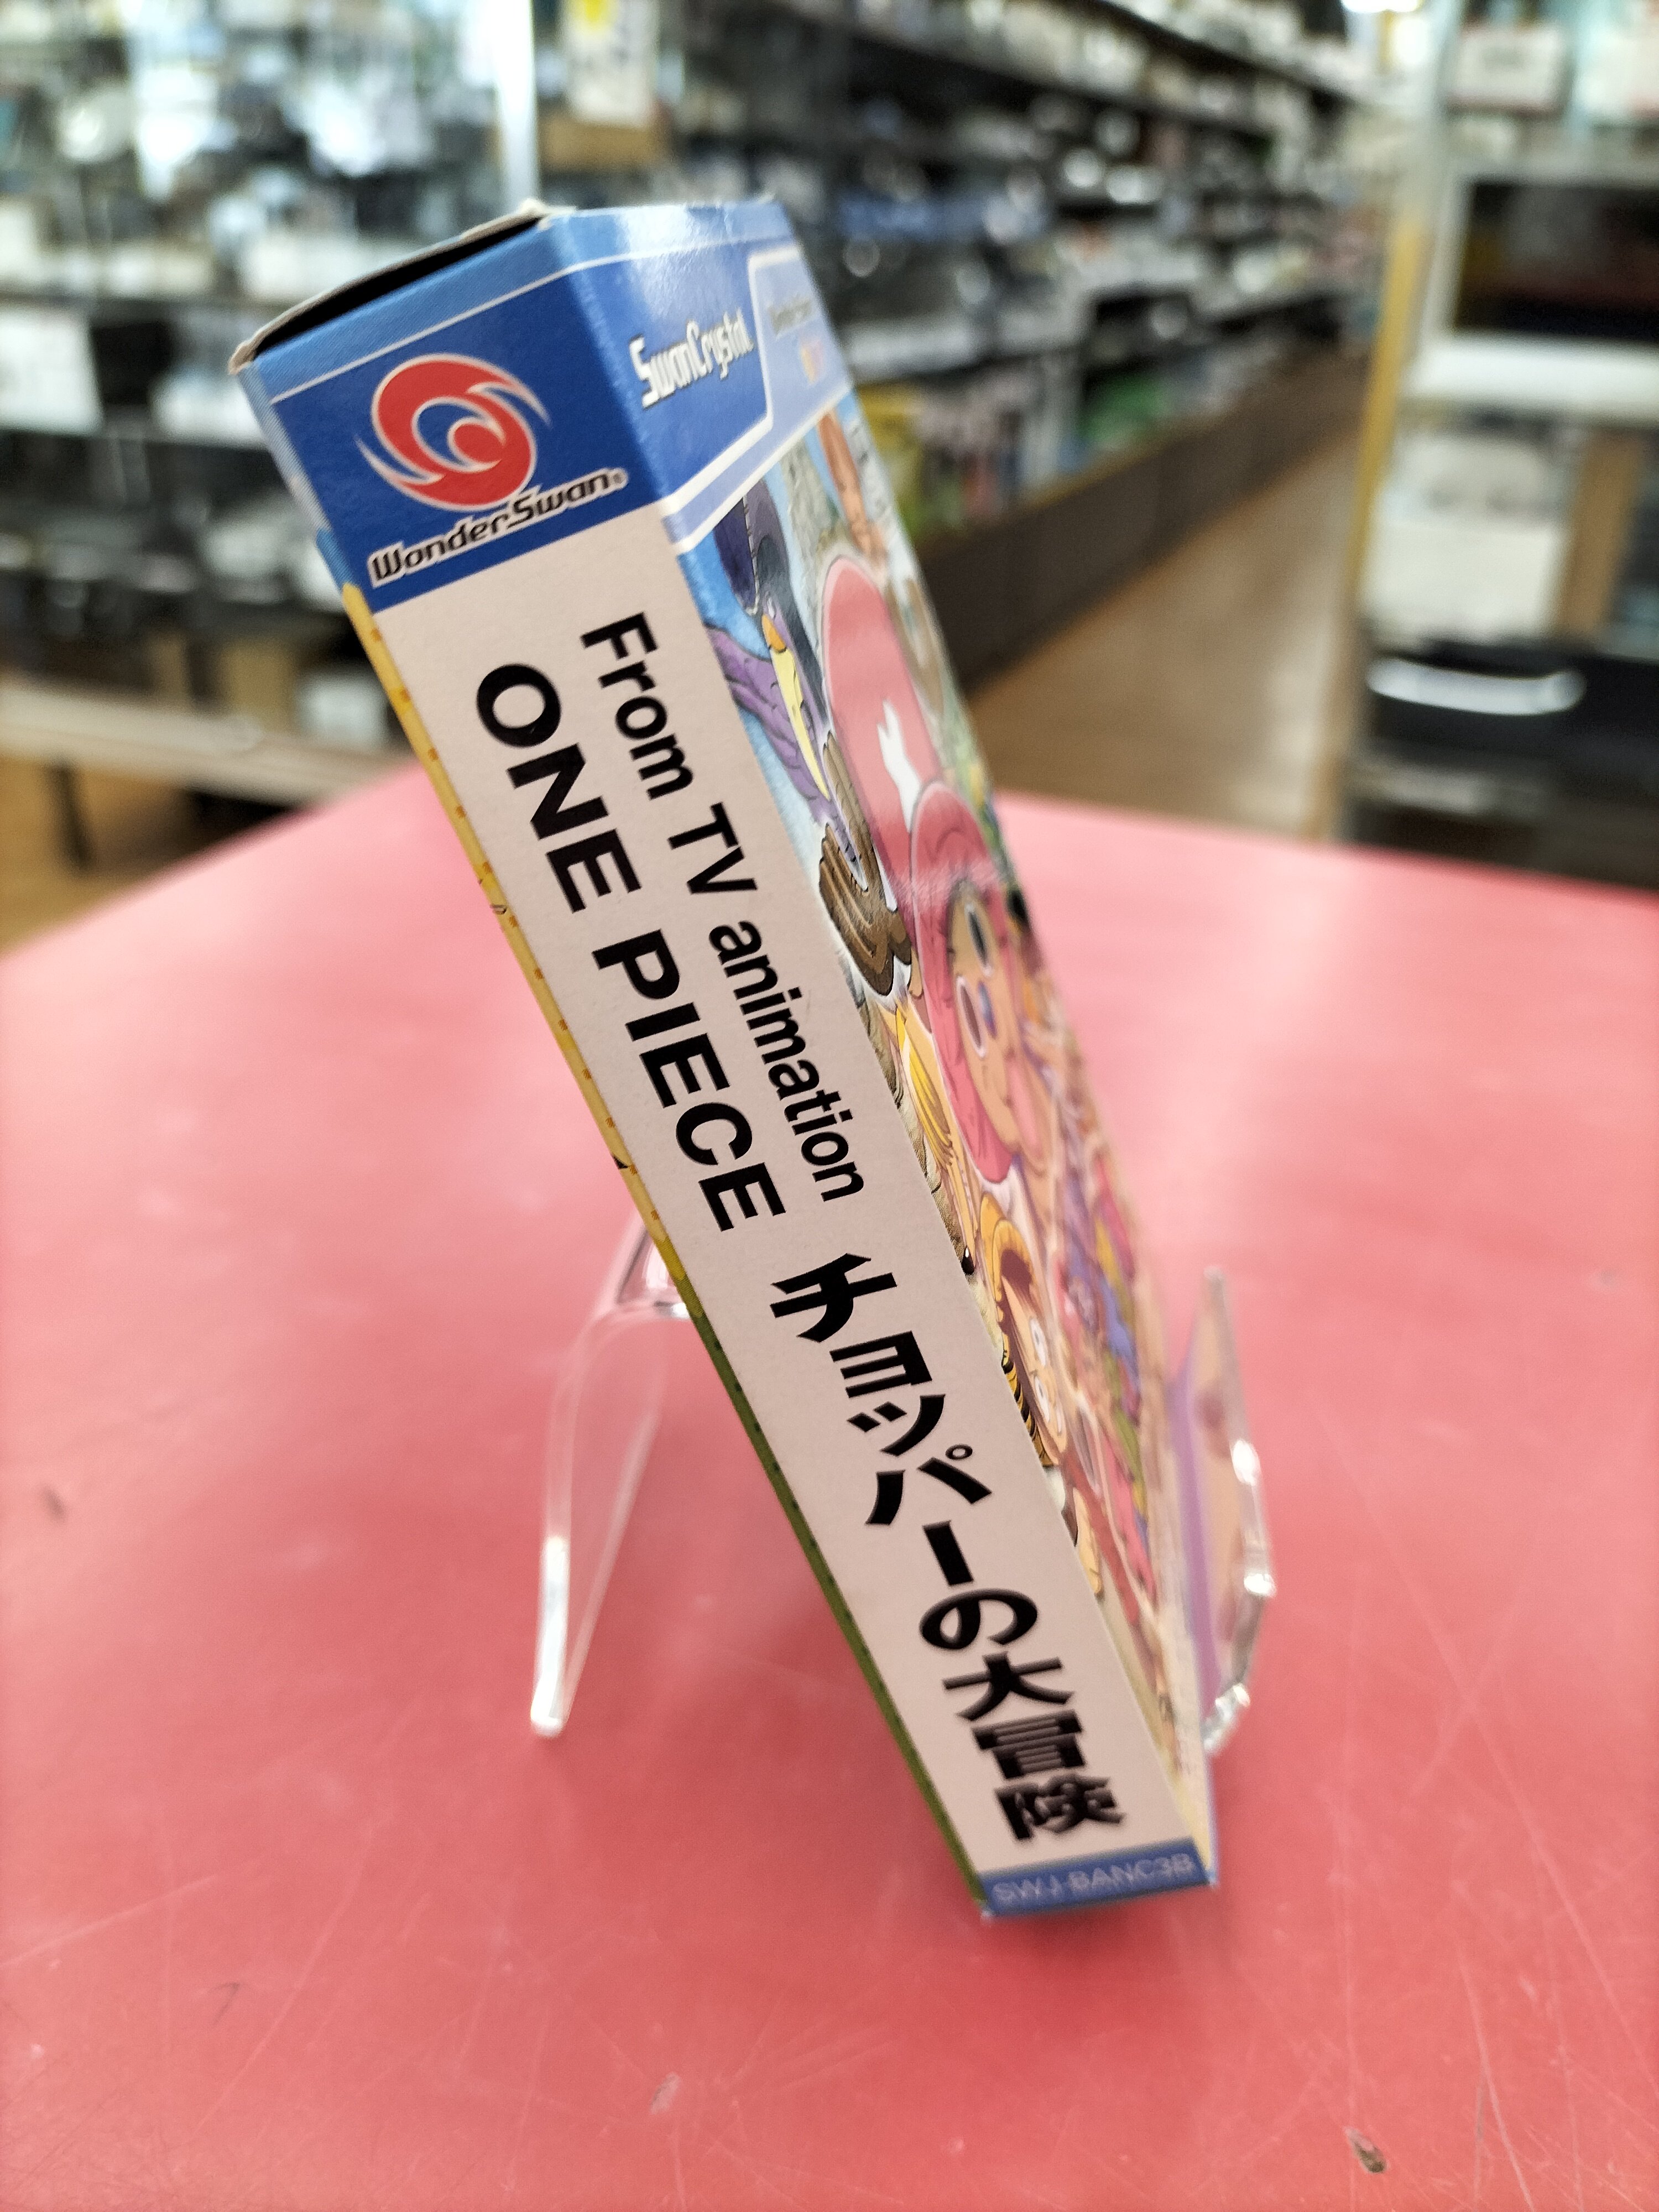 WonderSwan®
SwanCrystal
From TV animation
ONE PIECE チョッパーの大冒険
SWJ-BANC3B